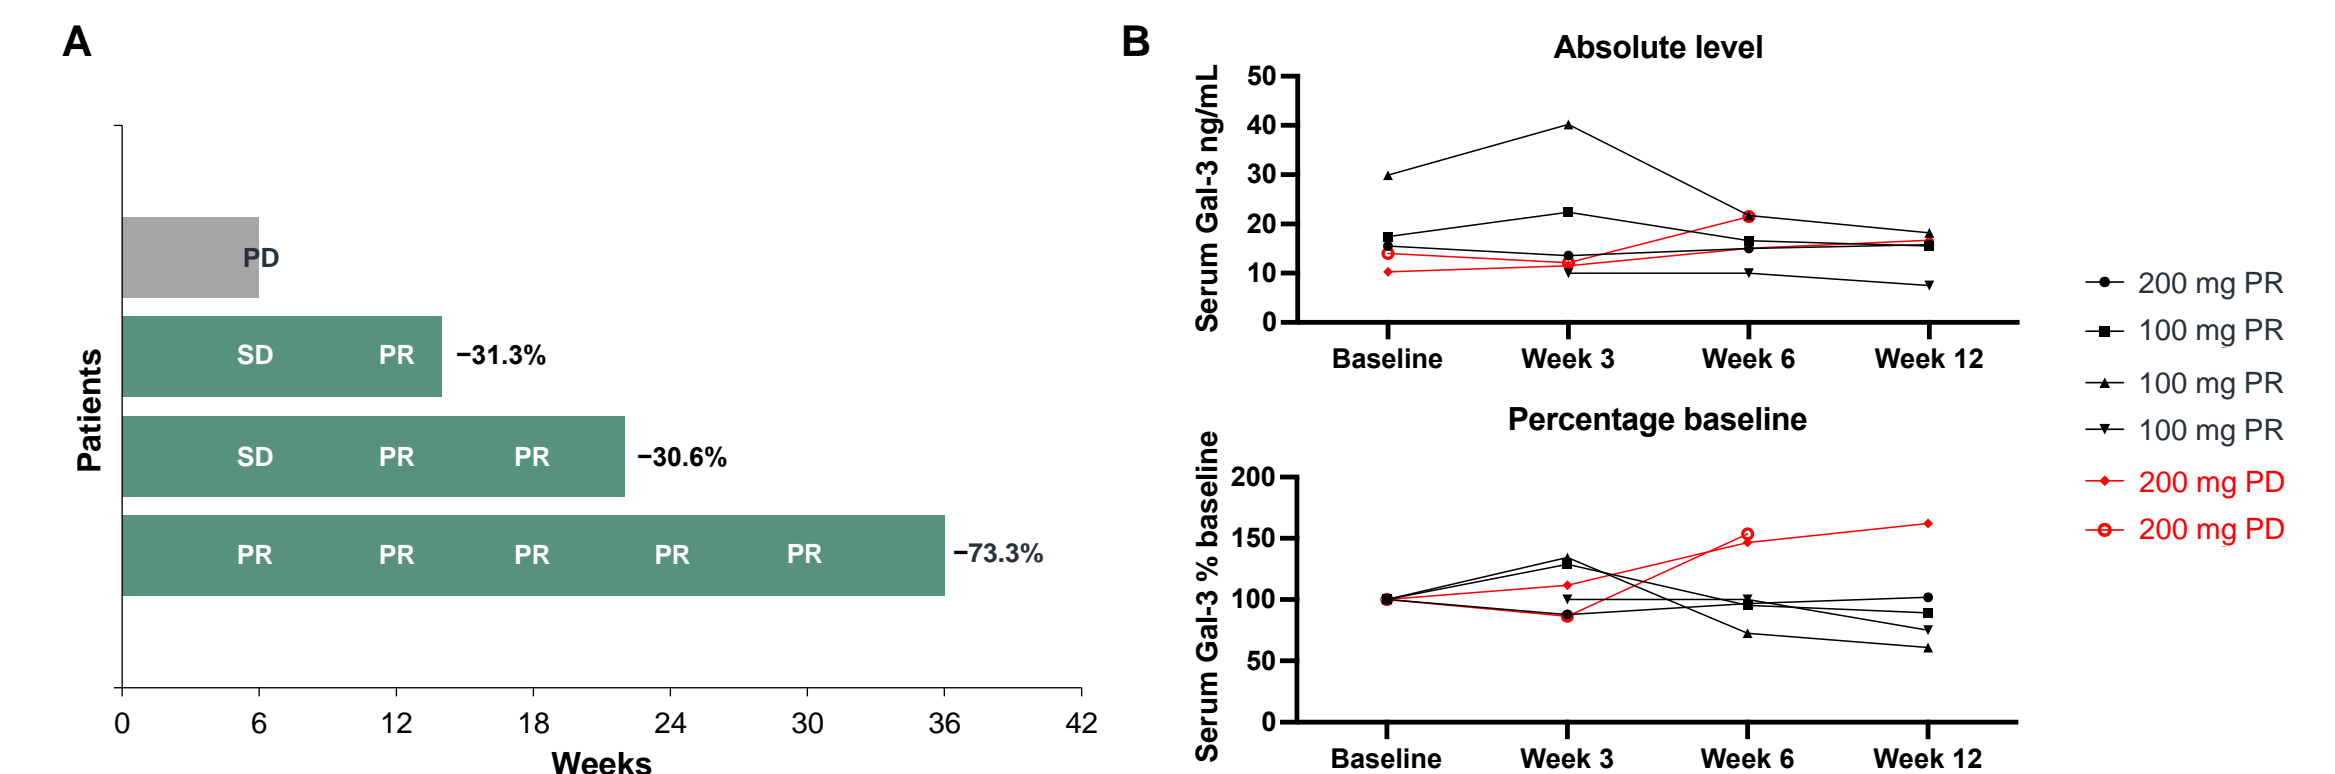 A
PD
SD PR −31.3%
SD PR PR −30.6%
PR PR PR PR PR −73.3%
Patients
0 6 12 18 24 30 36 42
Weeks
B
Absolute level
Serum Gal-3 ng/mL
50
40
30
20
10
0
Baseline Week 3 Week 6 Week 12
Percentage baseline
Serum Gal-3 % baseline
200
150
100
50
0
Baseline Week 3 Week 6 Week 12
200 mg PR
100 mg PR
100 mg PR
100 mg PR
200 mg PD
200 mg PD